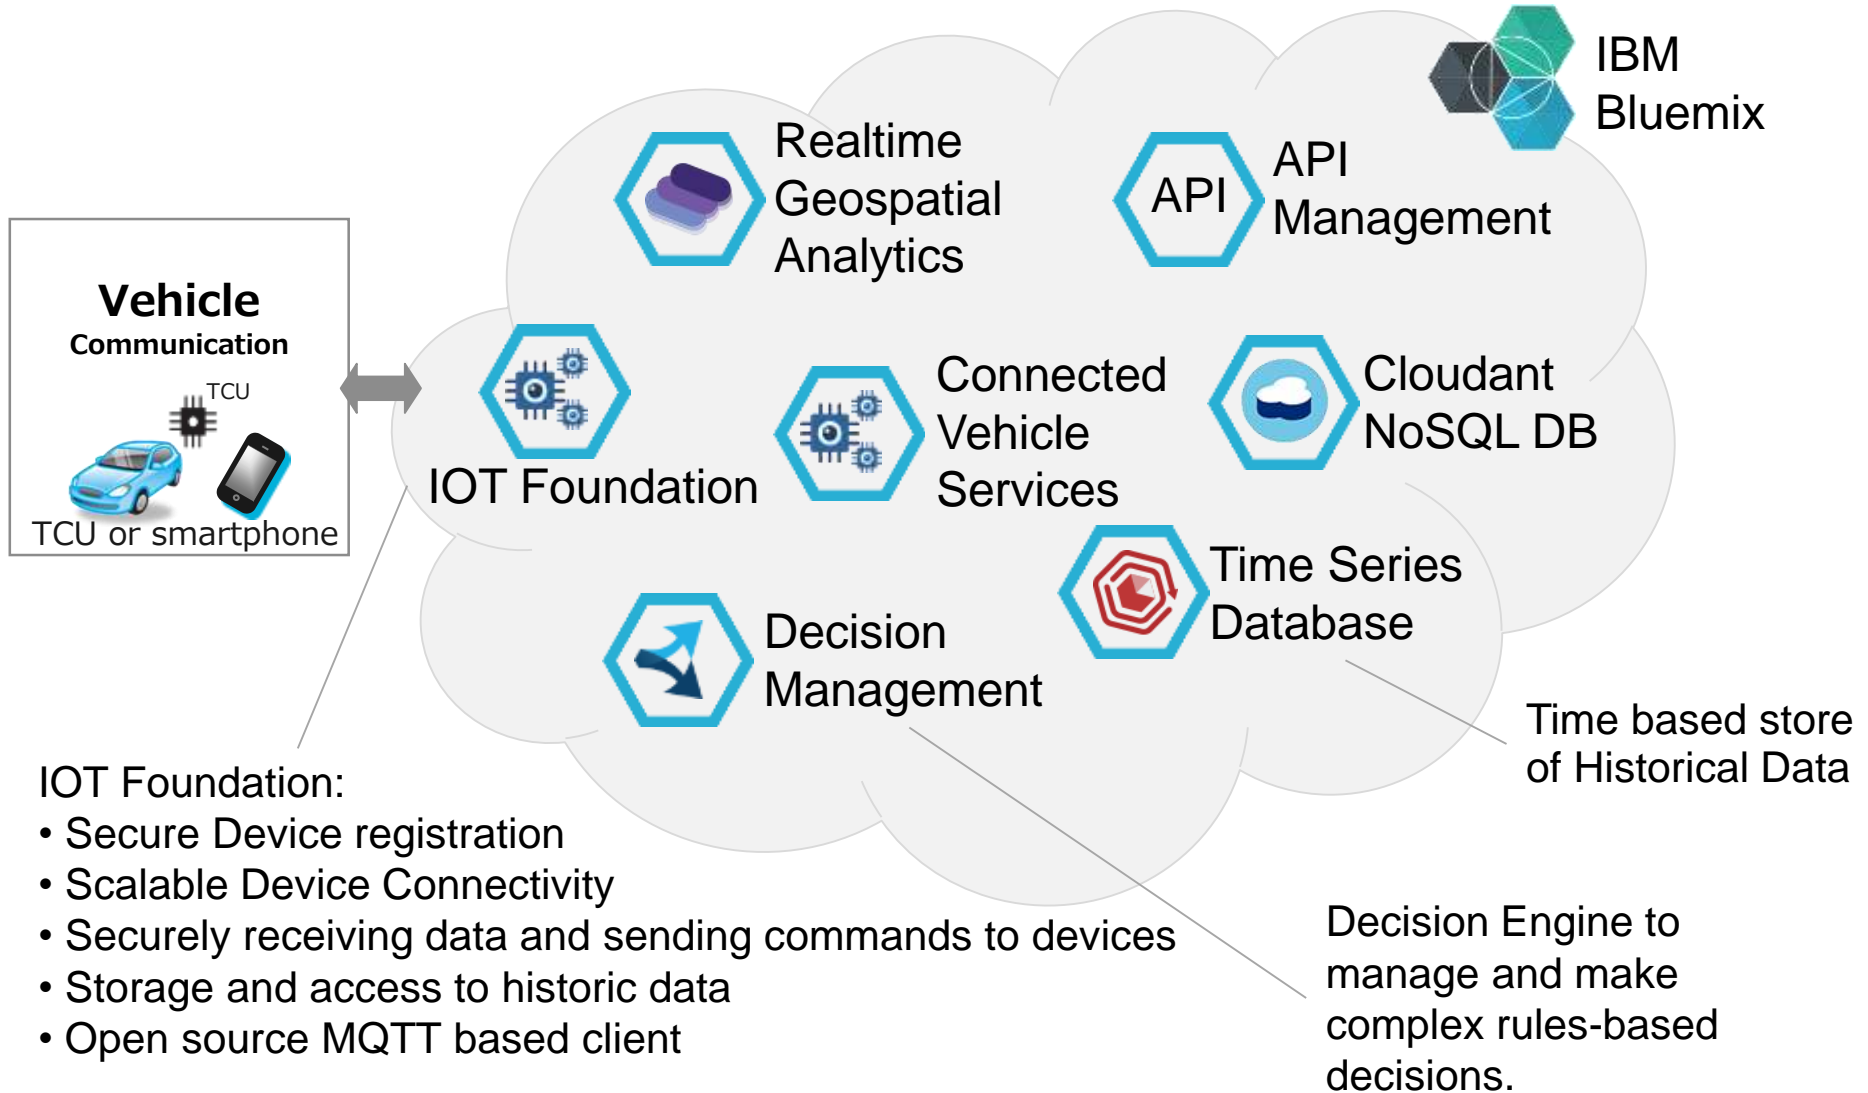 IBM
Bluemix
Realtime
Geospatial
Analytics
API
API
Management
Vehicle
Communication
TCU
TCU or smartphone
IOT Foundation
Connected
Vehicle
Services
Cloudant
NoSQL DB
Time Series
Database
Decision
Management
Time based store
of Historical Data
IOT Foundation:
• Secure Device registration
• Scalable Device Connectivity
• Securely receiving data and sending commands to devices
• Storage and access to historic data
• Open source MQTT based client
Decision Engine to
manage and make
complex rules-based
decisions.